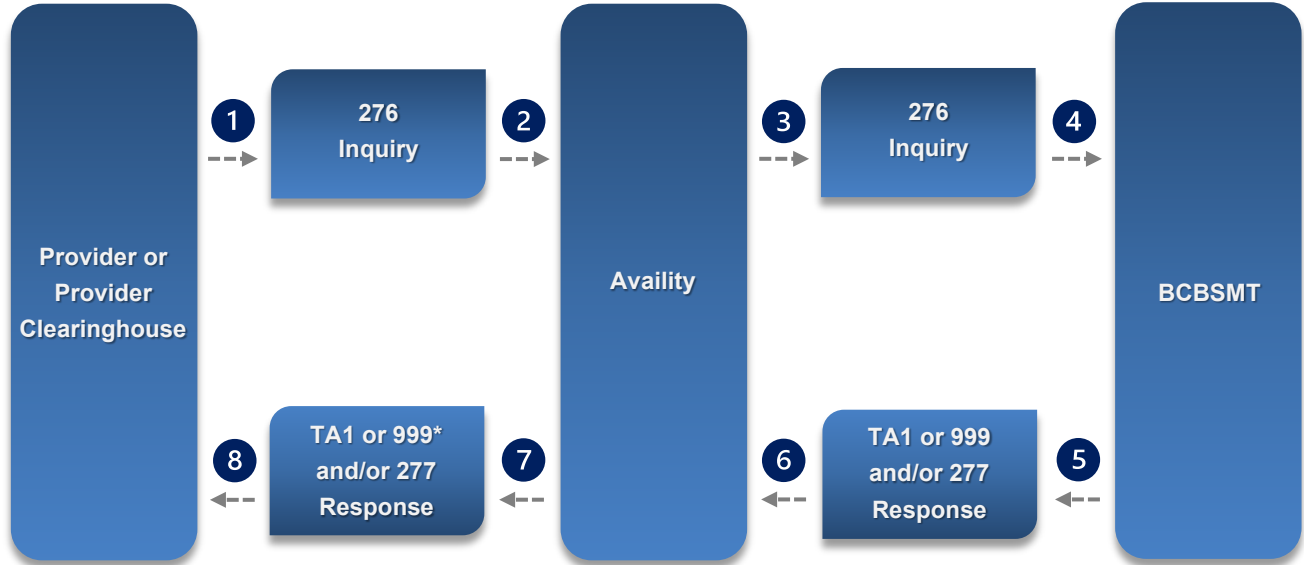 Provider or
Provider
Clearinghouse
1
276
Inquiry
2
Availity
3
276
Inquiry
4
BCBSMT
5
TA1 or 999
and/or 277
Response
6
7
TA1 or 999*
and/or 277
Response
8